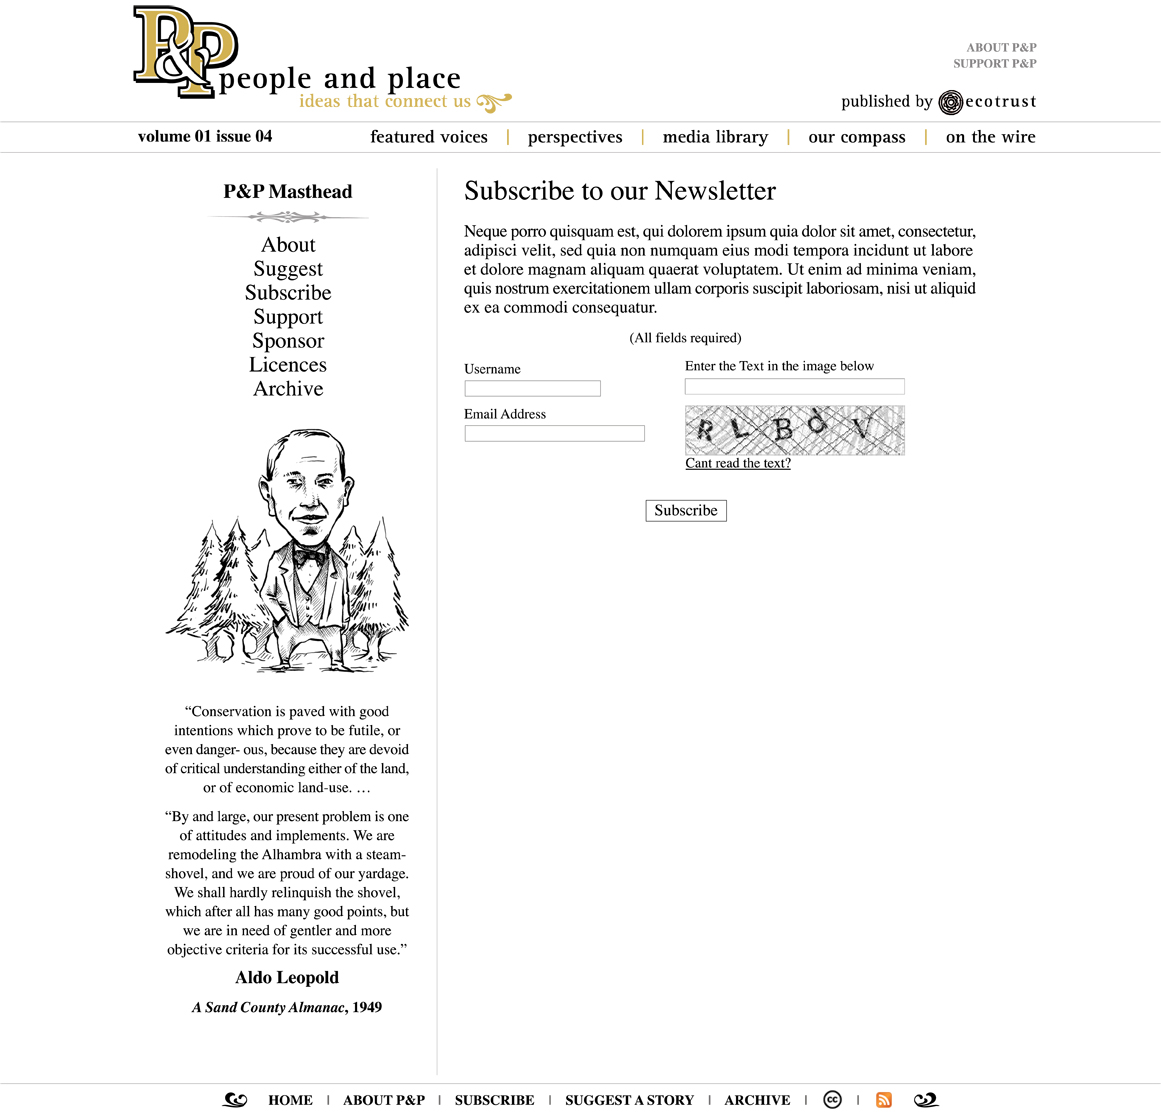 P&P people and place
ideas that connect us
ABOUT P&P
SUPPORT P&P
published by ecotrust
volume 01 issue 04
featured voices | perspectives | media library | our compass | on the wire
P&P Masthead
About
Suggest
Subscribe
Support
Sponsor
Licences
Archive
“Conservation is paved with good
intentions which prove to be futile, or
even danger- ous, because they are devoid
of critical understanding either of the land,
or of economic land-use. …
“By and large, our present problem is one
of attitudes and implements. We are
remodeling the Alhambra with a steam-
shovel, and we are proud of our yardage.
We shall hardly relinquish the shovel,
which after all has many good points, but
we are in need of gentler and more
objective criteria for its successful use.”
Aldo Leopold
A Sand County Almanac, 1949
Subscribe to our Newsletter
Neque porro quisquam est, qui dolorem ipsum quia dolor sit amet, consectetur,
adipisci velit, sed quia non numquam eius modi tempora incidunt ut labore
et dolore magnam aliquam quaerat voluptatem. Ut enim ad minima veniam,
quis nostrum exercitationem ullam corporis suscipit laboriosam, nisi ut aliquid
ex ea commodi consequatur.
(All fields required)
Username
Email Address
Enter the Text in the image below
R L B d V
Cant read the text?
Subscribe
HOME | ABOUT P&P | SUBSCRIBE | SUGGEST A STORY | ARCHIVE | cc |